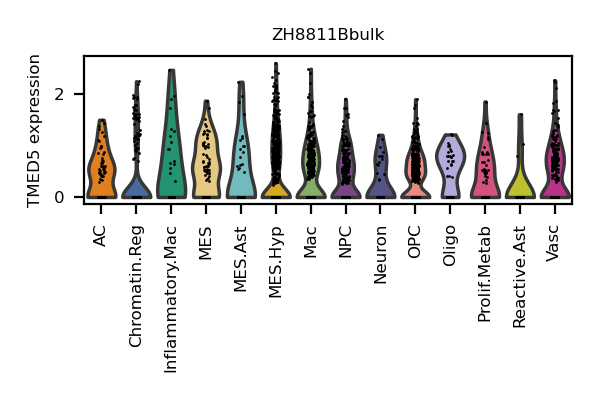 ZH8811Bbulk
TMED5 expression
2
0
AC
Chromatin.Reg
Inflammatory.Mac
MES
MES.Ast
MES.Hyp
Mac
NPC
Neuron
OPC
Oligo
Prolif.Metab
Reactive.Ast
Vasc